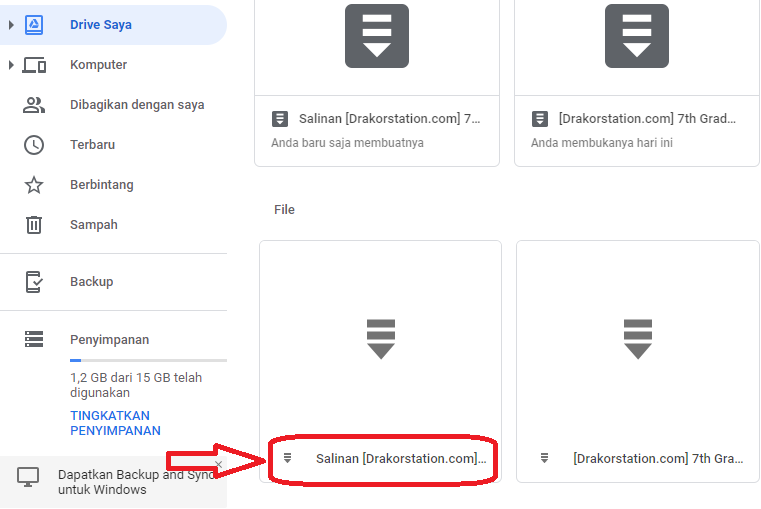 Drive Saya
Komputer
Dibagikan dengan saya
Terbaru
Berbintang
Sampah
Backup
Penyimpanan
1,2 GB dari 15 GB telah
digunakan
TINGKATKAN
PENYIMPANAN
Dapatkan Backup and Sync
untuk Windows
Salinan [Drakorstation.com] 7...
Anda baru saja membuatnya
[Drakorstation.com] 7th Grad...
Anda membukanya hari ini
File
Salinan [Drakorstation.com]...
[Drakorstation.com] 7th Gra...